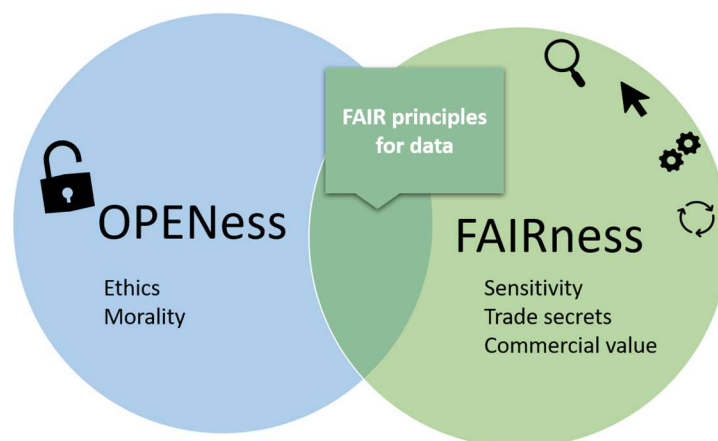 FAIR principles
for data
OPENess
Ethics
Morality
FAIRness
Sensitivity
Trade secrets
Commercial value